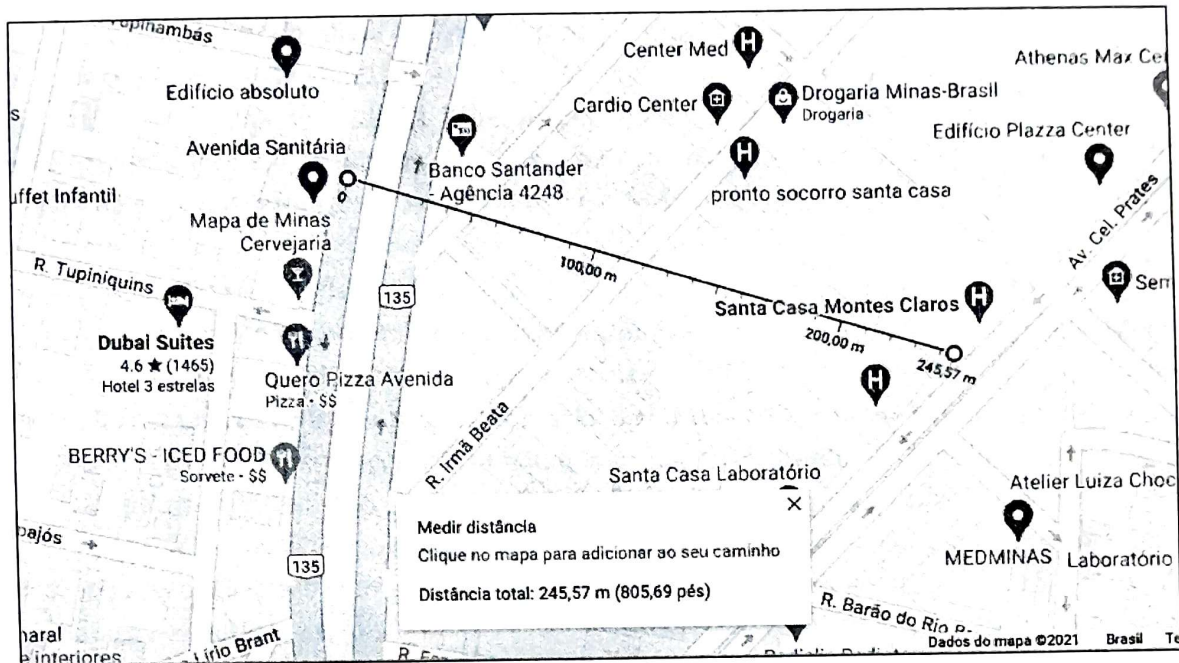 Tupinambás
Center Med
Athenas Max Cel
Edifício absoluto
Cardio Center
Drogaria Minas-Brasil
Drogaria
s
Edifício Plazza Center
Avenida Sanitária
Banco Santander
- Agência 4248
pronto socorro santa casa
uffet Infantil
Mapa de Minas
Cervejaria
Av. Cel. Prates
R. Tupiniquins
100,00 m
135
Santa Casa Montes Claros
Sem
200,00 m
245,57 m
Dubai Suites
4.6 ★ (1465)
Hotel 3 estrelas
Quero Pizza Avenida
Pizza - $$
R. Irmã Beata
BERRY'S - ICED FOOD
Sorvete - $$
Santa Casa Laboratório
Atelier Luiza Choc
Medir distância
Clique no mapa para adicionar ao seu caminho
Distância total: 245,57 m (805,69 pés)
pajós
MEDMINAS Laboratório
135
R. Barão do Rio
Lírio Brant
naral
e interiores
Dados do mapa ©2021 Brasil Te